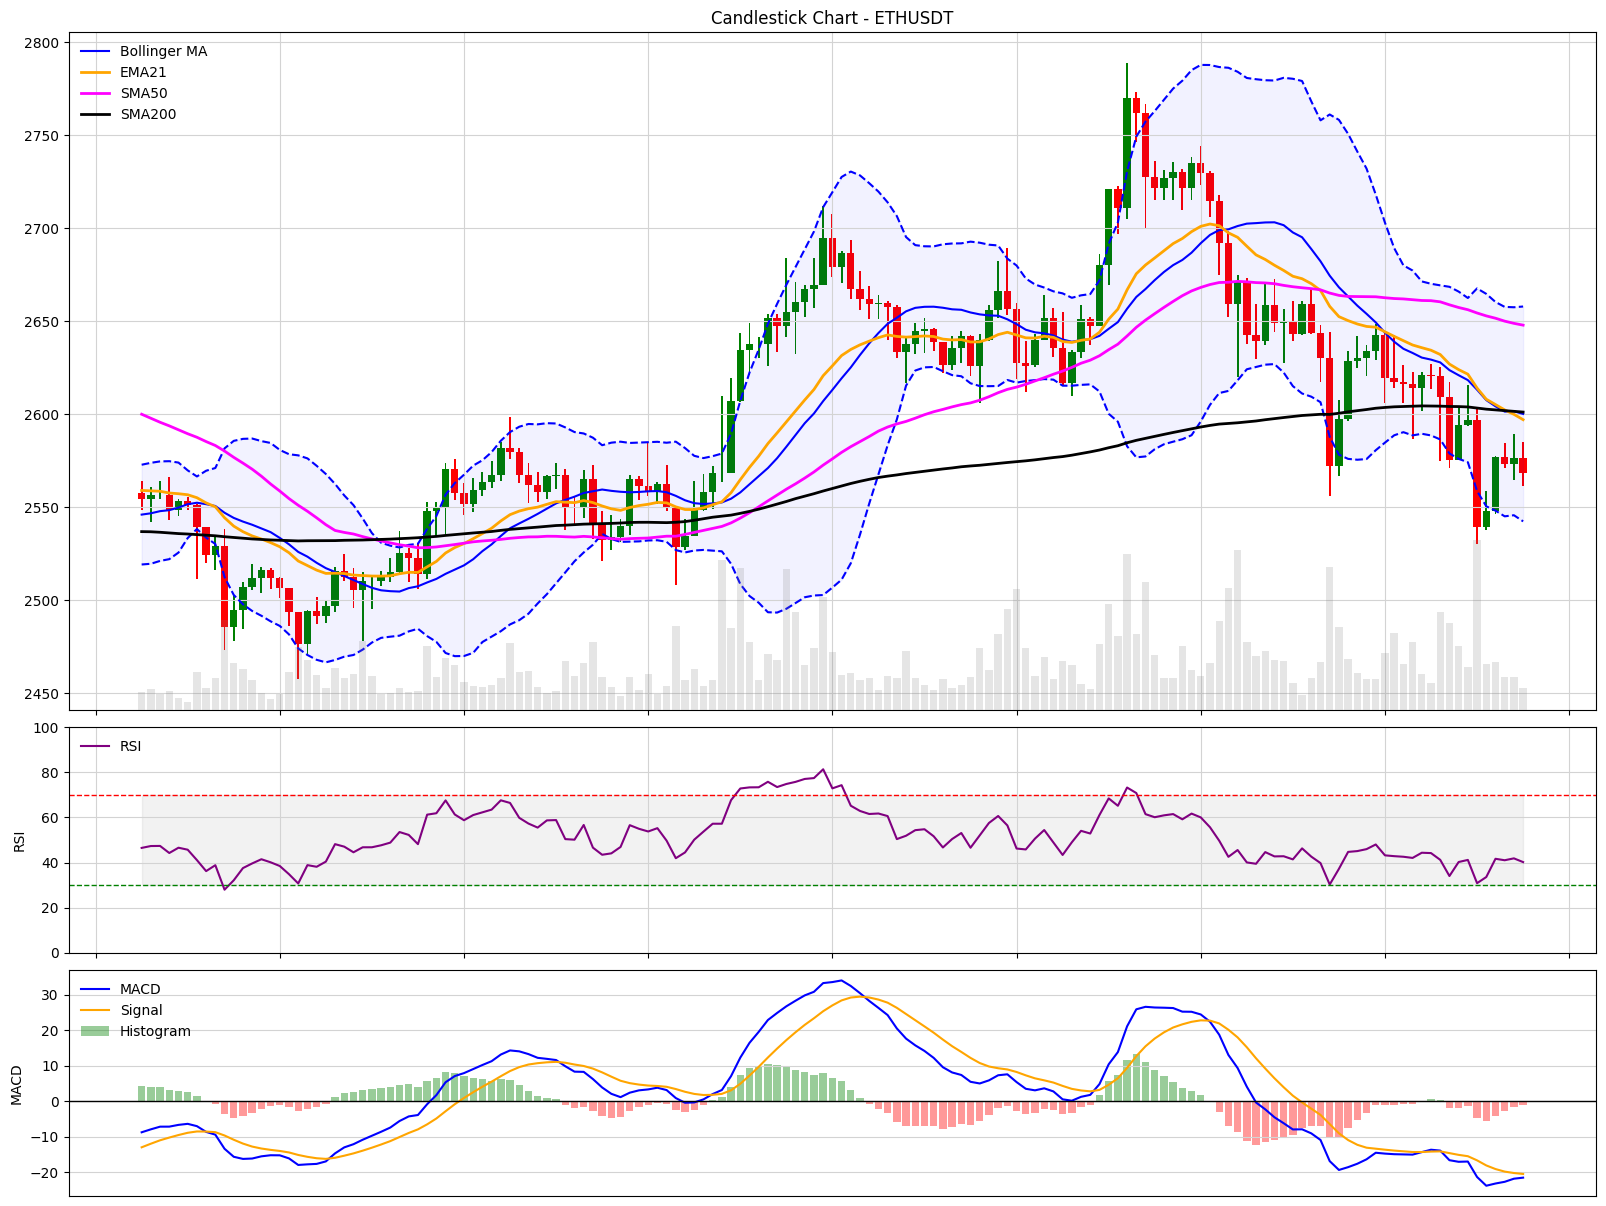 Candlestick Chart - ETHUSDT
2800
2750
2700
2650
2600
2550
2500
2450
Bollinger MA
EMA21
SMA50
SMA200
100
80
60
40
20
0
RSI
RSI
30
20
10
0
−10
−20
MACD
MACD
Signal
Histogram